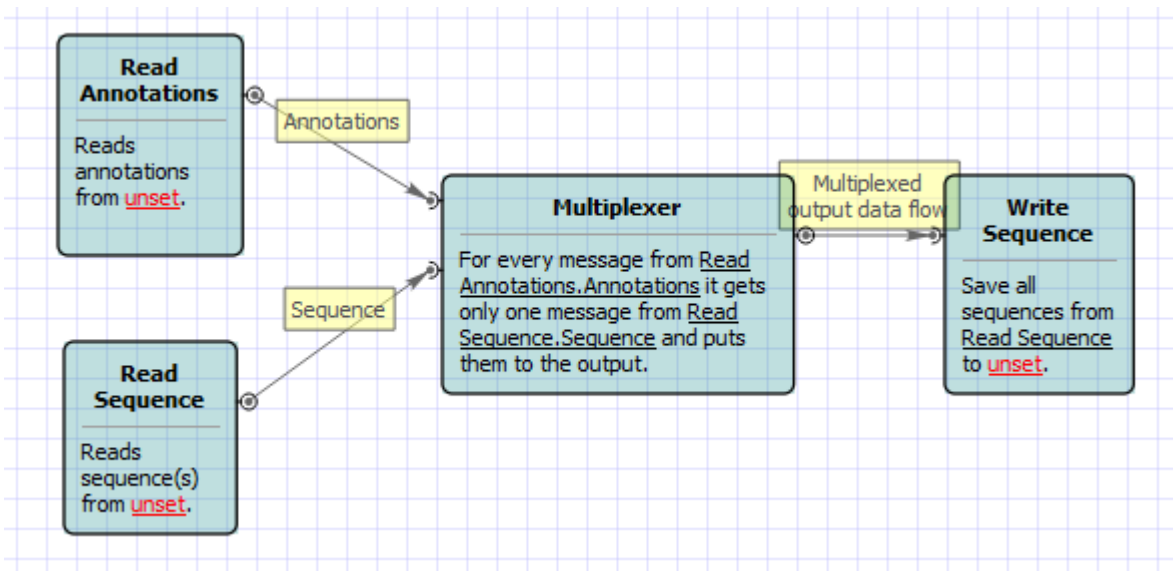 Read
Annotations
Reads
annotations
from unset.
Annotations
Read
Sequence
Reads
sequence(s)
from unset.
Sequence
Multiplexer
For every message from Read
Annotations.Annotations it gets
only one message from Read
Sequence.Sequence and puts
them to the output.
Multiplexed
output data flow
Write
Sequence
Save all
sequences from
Read Sequence
to unset.